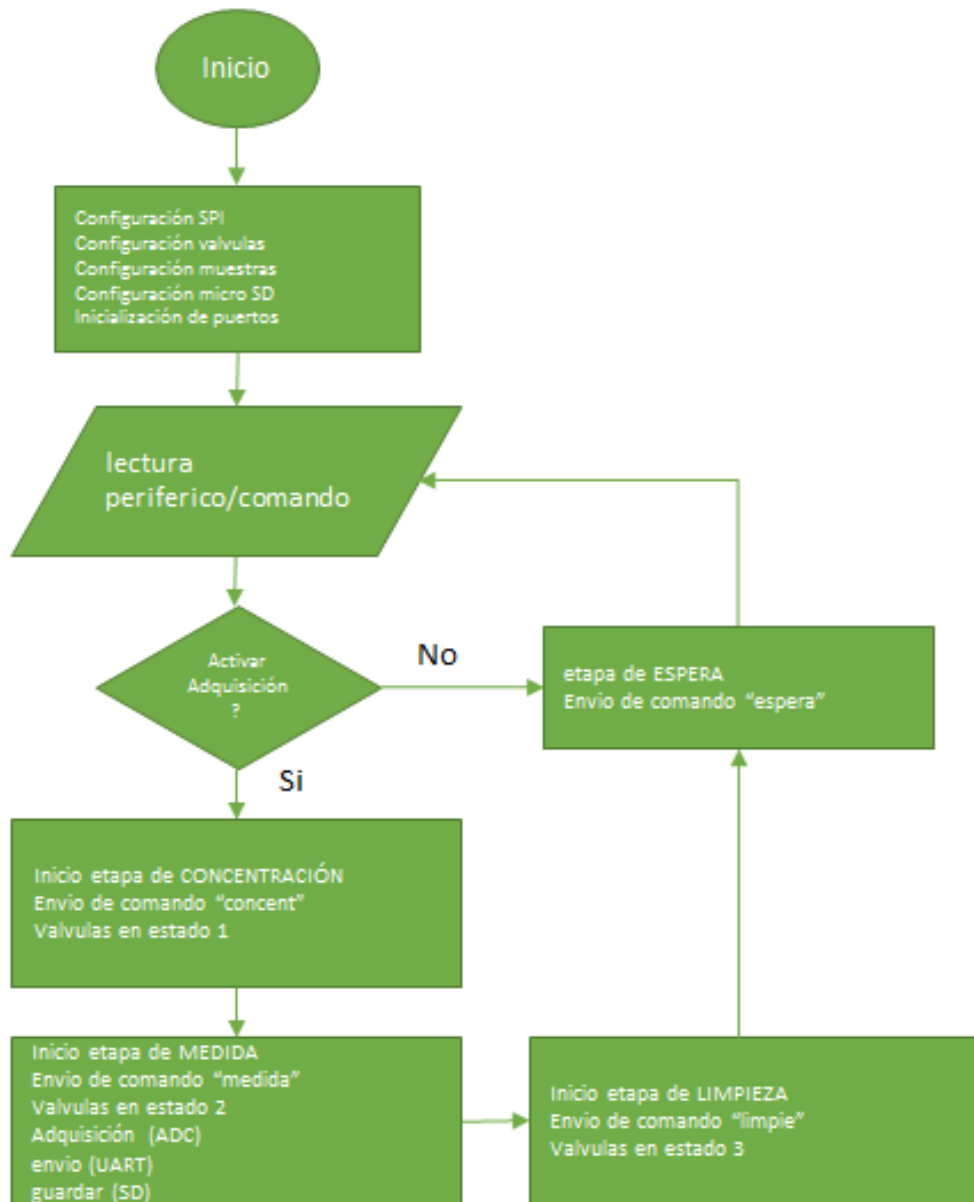 Inicio
Configuración SPI
Configuración valvulas
Configuración muestras
Configuración micro SD
Inicialización de puertos
lectura
periferico/comando
Activar
Adquisición
?
No
etapa de ESPERA
Envio de comando “espera”
Si
Inicio etapa de CONCENTRACIÓN
Envio de comando “concent”
Valvulas en estado 1
Inicio etapa de MEDIDA
Envio de comando “medida”
Valvulas en estado 2
Adquisición (ADC)
envio (UART)
guardar (SD)
Inicio etapa de LIMPIEZA
Envio de comando “limpie”
Valvulas en estado 3